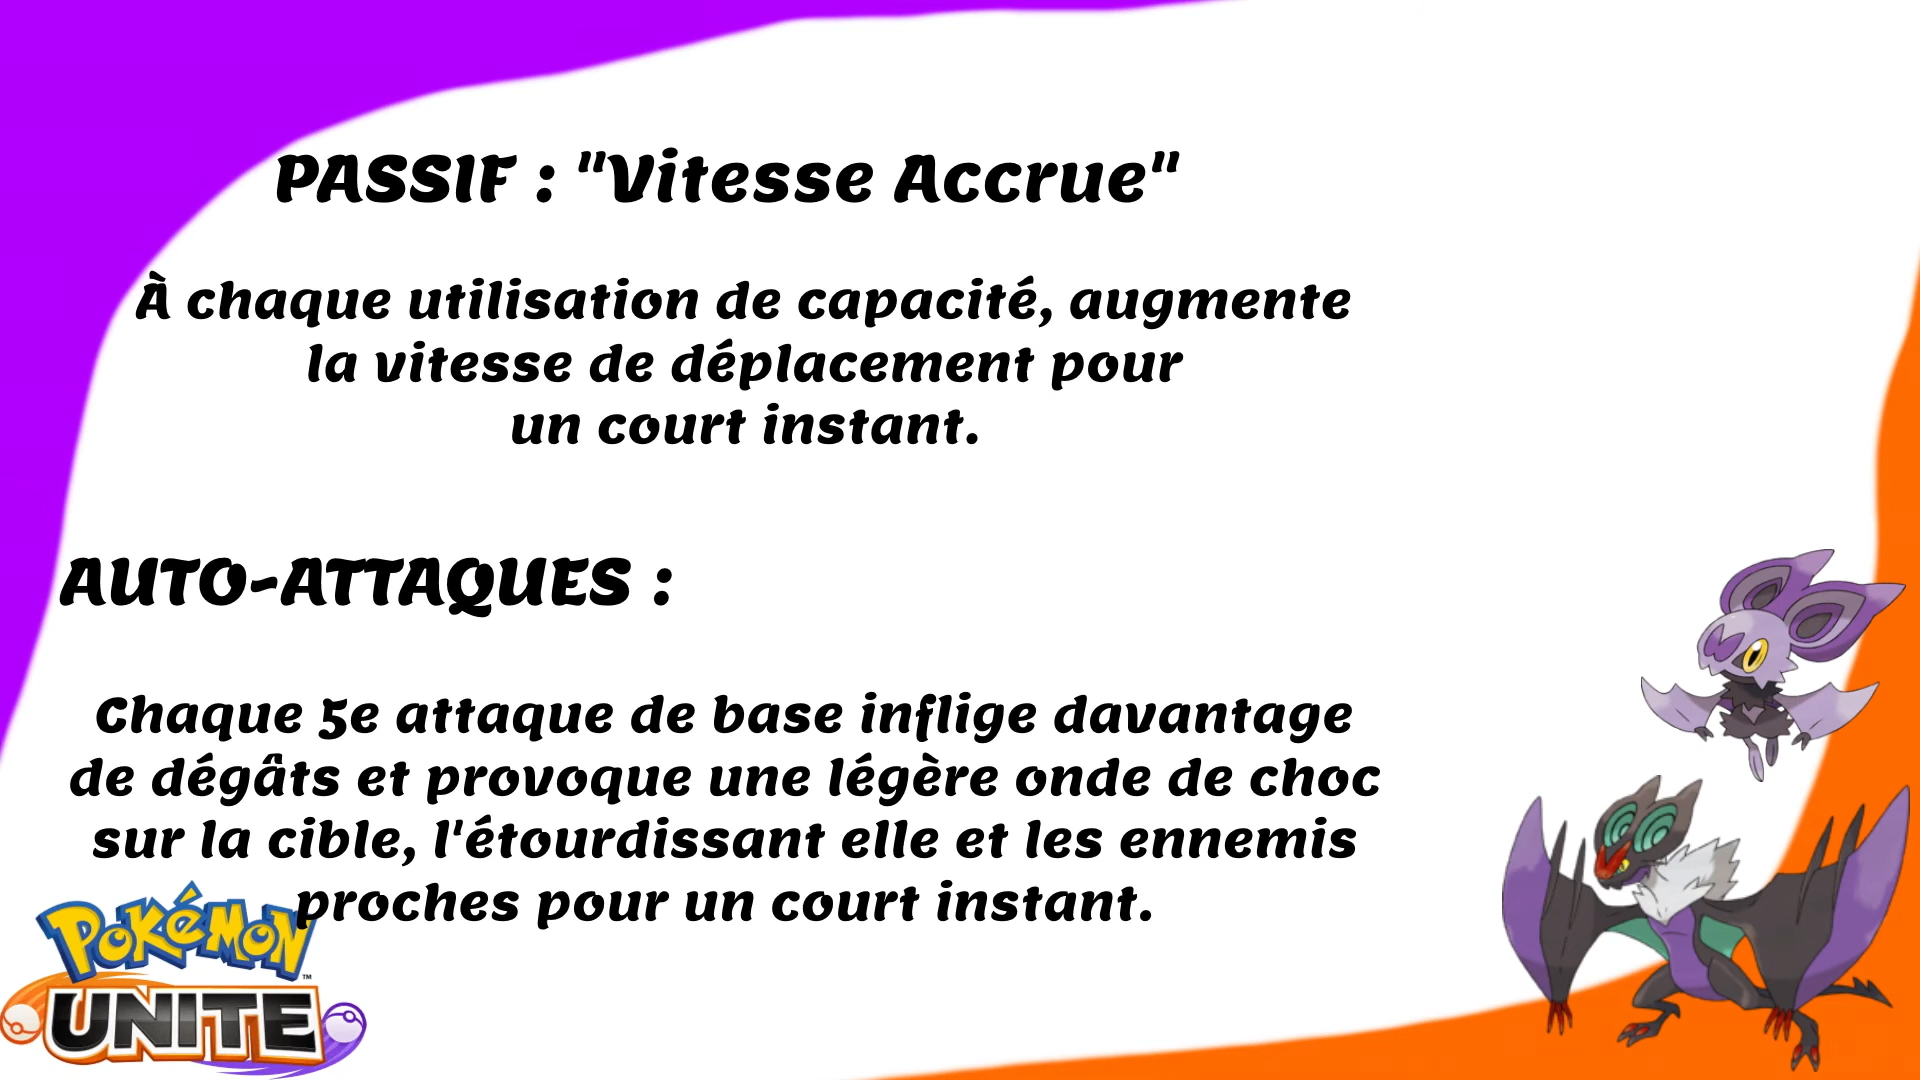 PASSIF : "Vitesse Accrue"
À chaque utilisation de capacité, augmente
la vitesse de déplacement pour
un court instant.
AUTO-ATTAQUES :
Chaque 5e attaque de base inflige davantage
de dégâts et provoque une légère onde de choc
sur la cible, l'étourdissant elle et les ennemis
proches pour un court instant.
POKéMON
™
UNITE